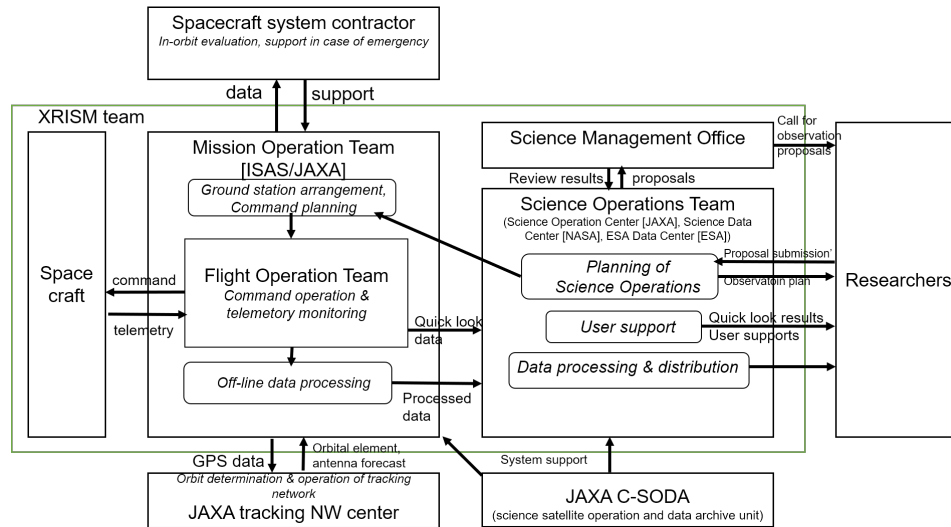 Spacecraft system contractor
In-orbit evaluation, support in case of emergency
data
support
XRISM team
Mission Operation Team
[ISAS/JAXA]
Ground station arrangement,
Command planning
Space
craft
command
telemetry
Flight Operation Team
Command operation &
telemetory monitoring
Off-line data processing
Quick look
data
Processed
data
Science Management Office
Call for
observation
proposals
Review results
proposals
Science Operations Team
(Science Operation Center [JAXA], Science Data
Center [NASA], ESA Data Center [ESA])
Planning of
Science Operations
Proposal submission’
Observatoin plan
User support
Quick look results
User supports
Data processing & distribution
Researchers
GPS data
Orbital element,
antenna forecast
Orbit determination & operation of tracking
network
JAXA tracking NW center
System support
JAXA C-SODA
(science satellite operation and data archive unit)